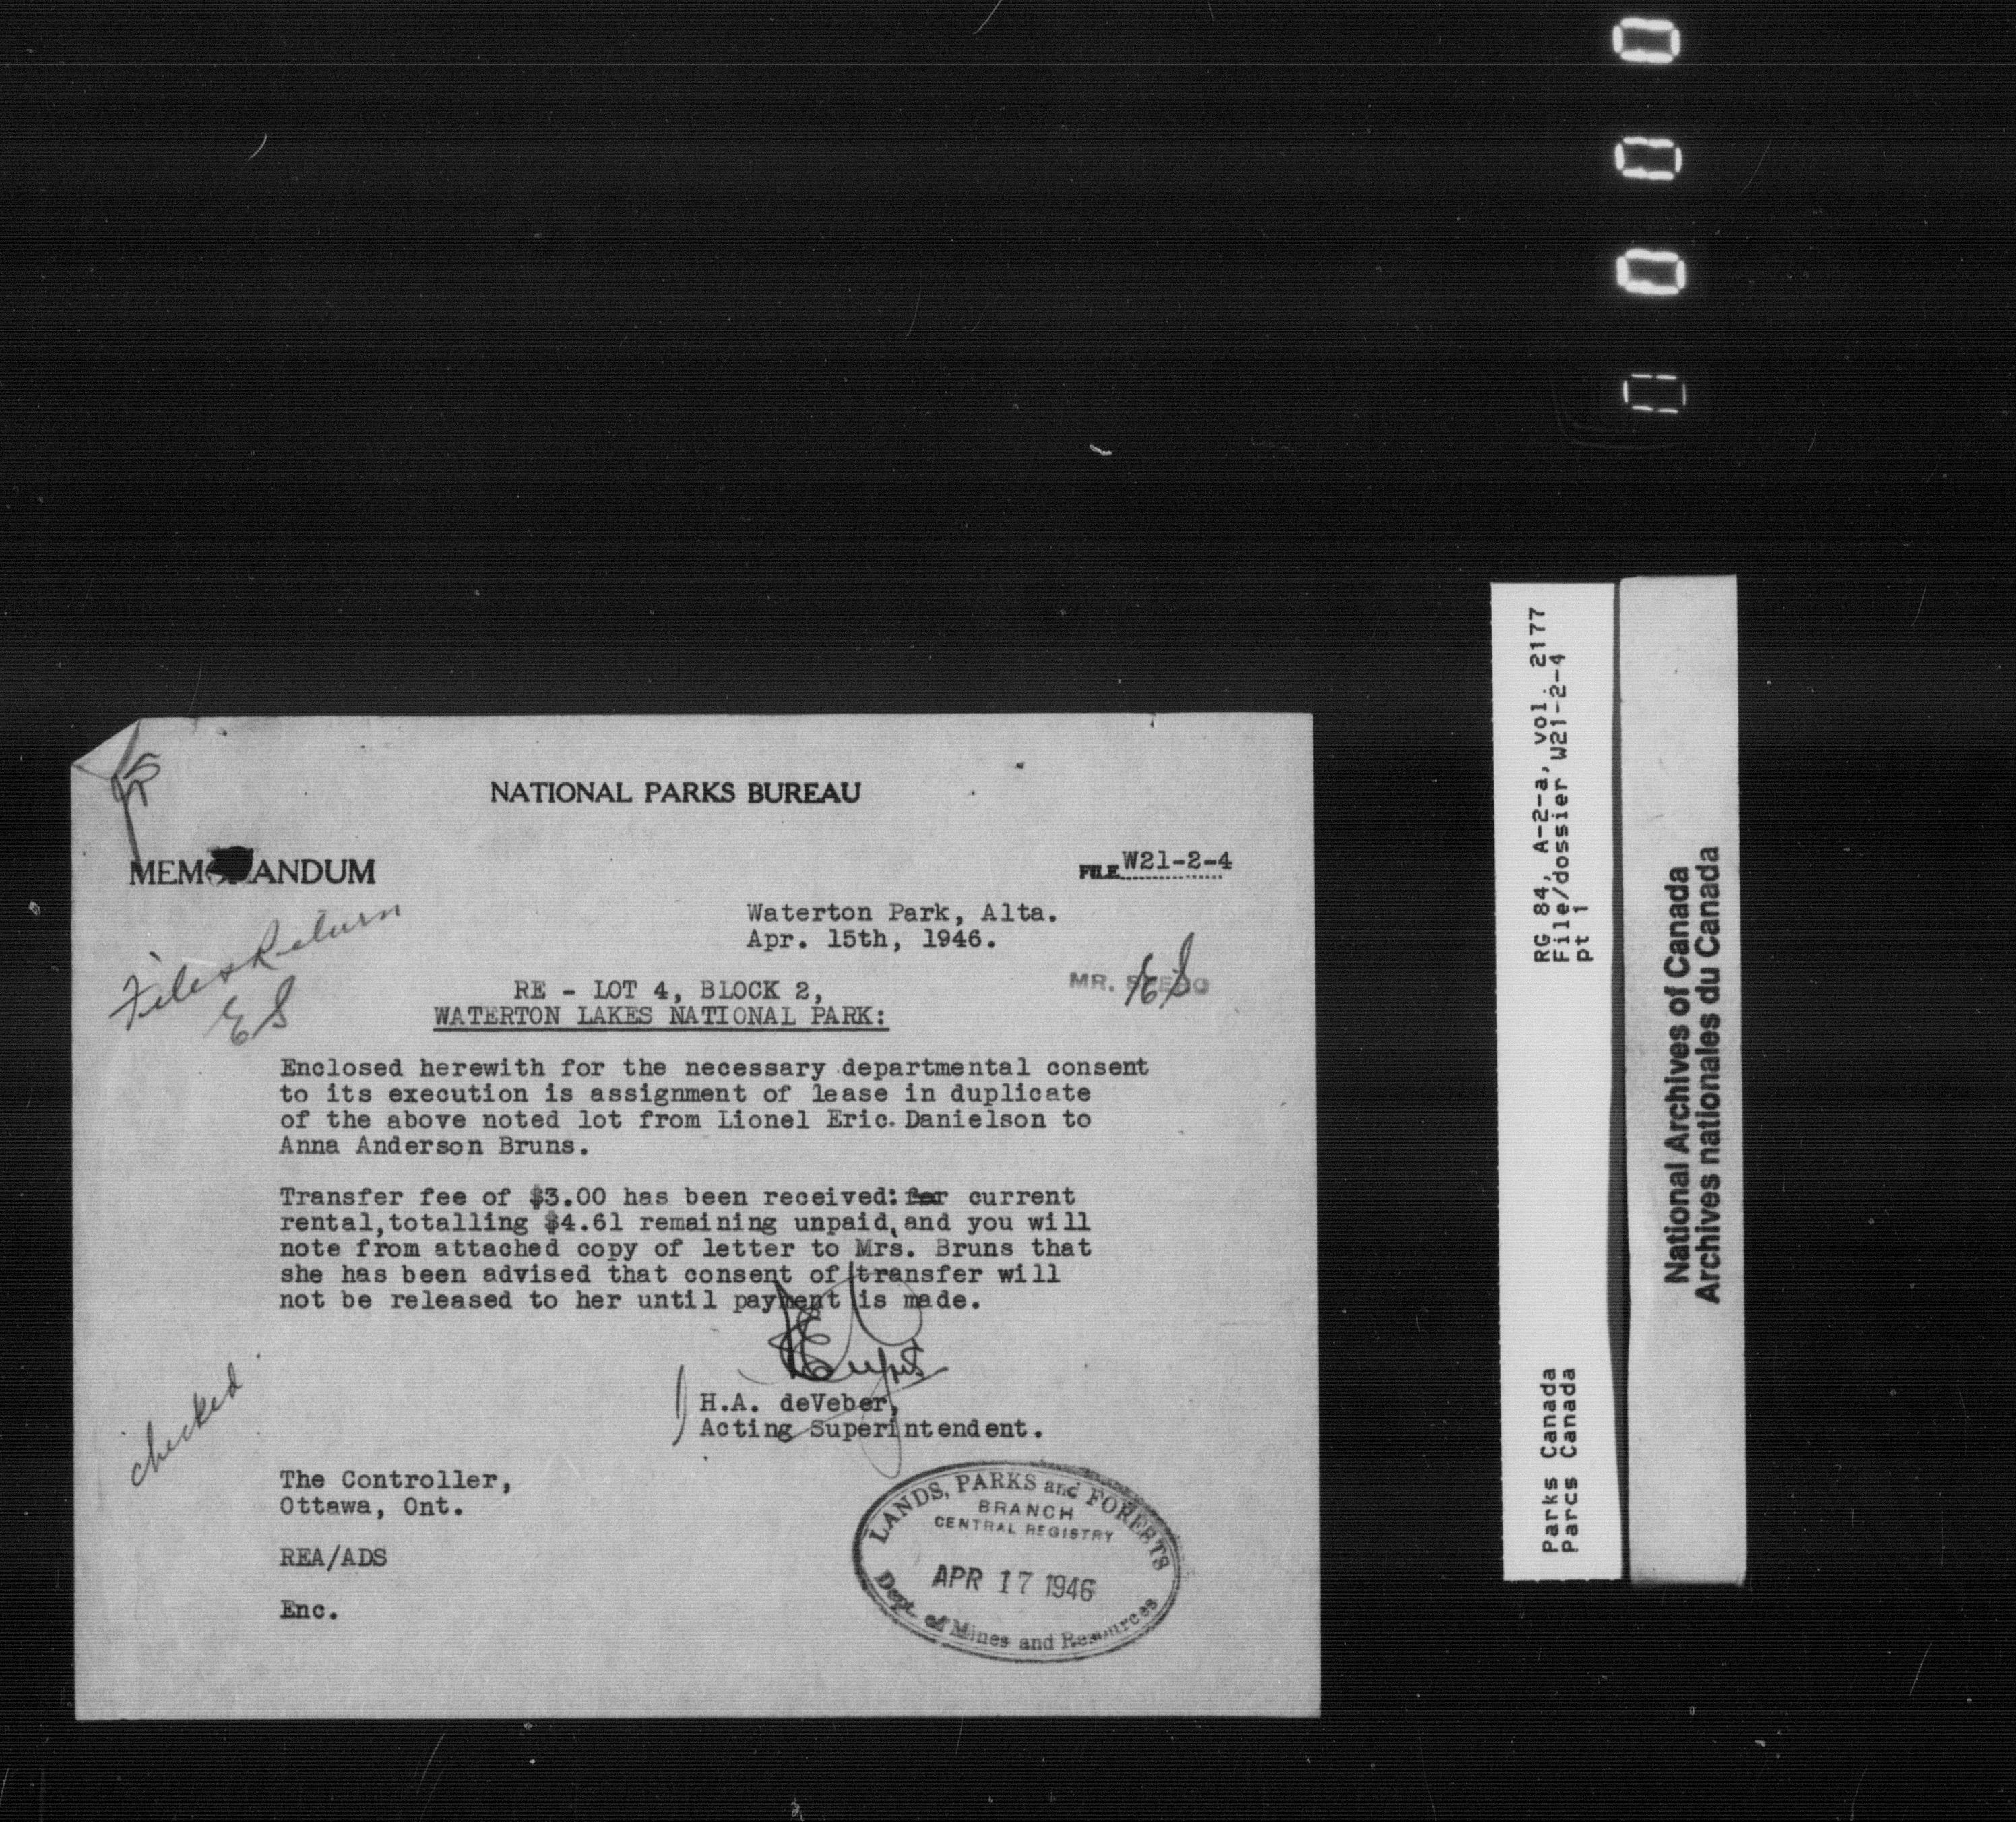 NATIONAL PARKS BUREAU
MEMORANDUM
FILE W21-2-4
Waterton Park, Alta.
Apr. 15th, 1946.
File & Return
ES
MR.
ES
RE - LOT 4, BLOCK 2,
WATERTON LAKES NATIONAL PARK:
Enclosed herewith for the necessary departmental consent
to its execution is assignment of lease in duplicate
of the above noted lot from Lionel Eric Danielson to
Anna Anderson Bruns.
Transfer fee of $3.00 has been received: for current
rental, totalling $4.61 remaining unpaid, and you will
note from attached copy of letter to Mrs. Bruns that
she has been advised that consent of transfer will
not be released to her until payment is made.
H.A. deVeber,
Acting Superintendent.
checked
The Controller,
Ottawa, Ont.
REA/ADS
Enc.
LANDS, PARKS and FORESTS
BRANCH
CENTRAL REGISTRY
APR 17 1946
Dept. of Mines and Resources
RG 84, A-2-a, vol. 2177
File/dossier W21-2-4
pt 1
Parks Canada
Parcs Canada
National Archives of Canada
Archives nationales du Canada
0000